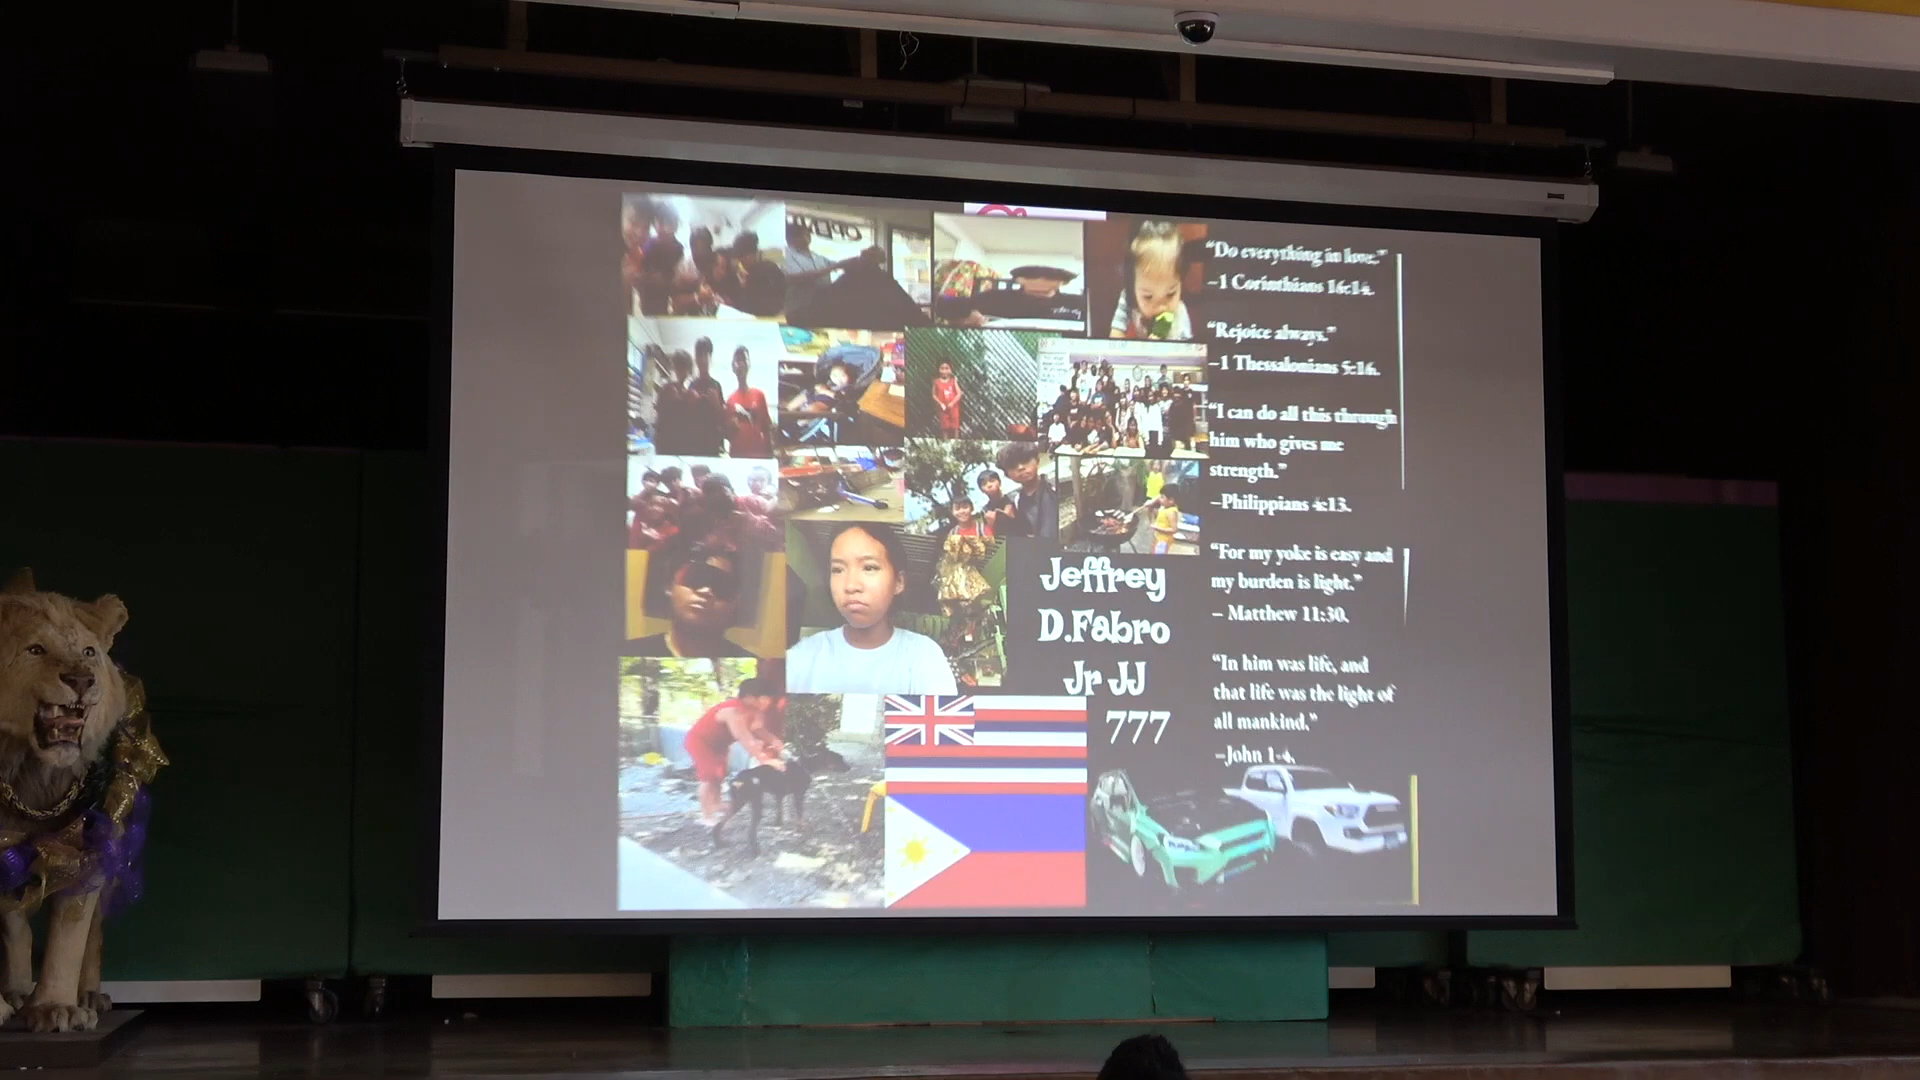 OPEN
"Do everything in love."
–1 Corinthians 16:14.
"Rejoice always."
–1 Thessalonians 5:16.
"I can do all this through
him who gives me
strength."
–Philippians 4:13.
"For my yoke is easy and
my burden is light."
– Matthew 11:30.
"In him was life, and
that life was the light of
all mankind."
–John 1-4.
Jeffrey
D.Fabro
Jr JJ
777